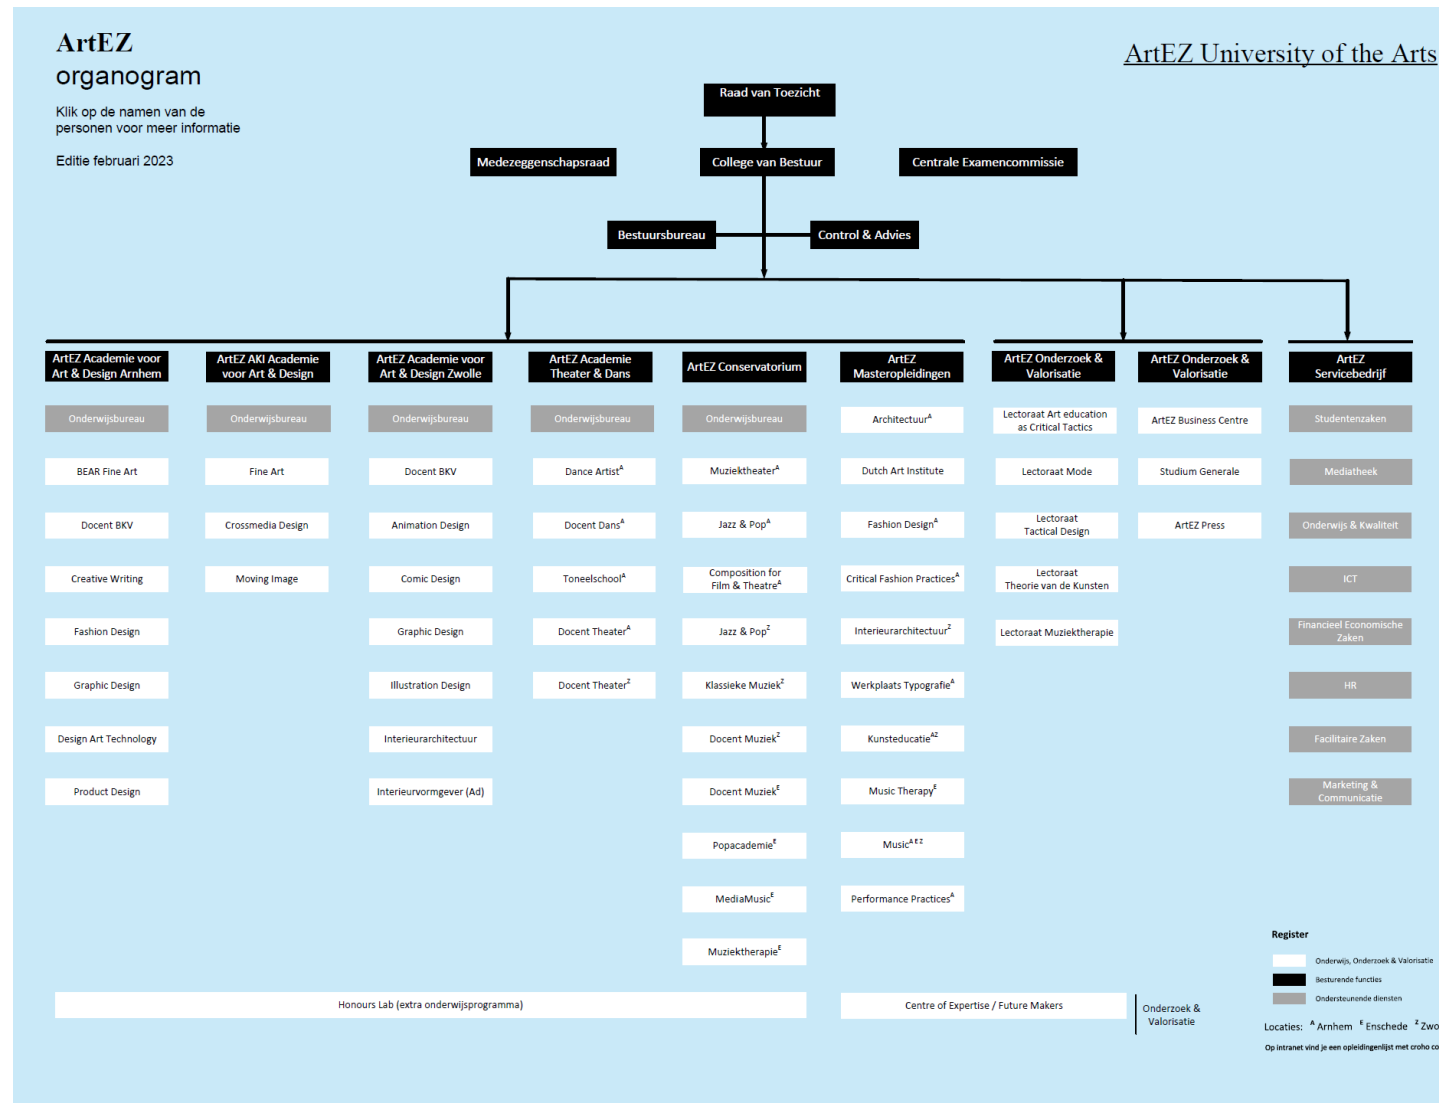 ArtEZ
organogram
Klik op de namen van de
personen voor meer informatie
Editie februari 2023
ArtEZ University of the Arts
Raad van Toezicht
Medezeggenschapsraad
College van Bestuur
Centrale Examencommissie
Bestuursbureau
Control & Advies
ArtEZ Academie voor
Art & Design Arnhem
Onderwijsbureau
BEAR Fine Art
Docent BKV
Creative Writing
Fashion Design
Graphic Design
Design Art Technology
Product Design
ArtEZ AKI Academie
voor Art & Design
Onderwijsbureau
Fine Art
Crossmedia Design
Moving Image
ArtEZ Academie voor
Art & Design Zwolle
Onderwijsbureau
Docent BKV
Animation Design
Comic Design
Graphic Design
Illustration Design
Interieurarchitectuur
Interieurvormgever (Ad)
ArtEZ Academie
Theater & Dans
Onderwijsbureau
Dance Artist^A
Docent Dans^A
Toneelschool^A
Docent Theater^A
Docent Theater^Z
ArtEZ Conservatorium
Onderwijsbureau
Muziektheater^A
Jazz & Pop^A
Composition for
Film & Theatre^A
Jazz & Pop^Z
Klassieke Muziek^Z
Docent Muziek^Z
Docent Muziek^E
Popacademie^E
MediaMusic^E
Muziektherapie^E
ArtEZ
Masteropleidingen
Architectuur^A
Dutch Art Institute
Fashion Design^A
Critical Fashion Practices^A
Interieurarchitectuur^Z
Werkplaats Typografie^A
Kunsteducatie^AZ
Music Therapy^E
Music^A E Z
Performance Practices^A
ArtEZ Onderzoek &
Valorisatie
Lectoraat Art education
as Critical Tactics
Lectoraat Mode
Lectoraat
Tactical Design
Lectoraat
Theorie van de Kunsten
Lectoraat Muziektherapie
ArtEZ Onderzoek &
Valorisatie
ArtEZ Business Centre
Studium Generale
ArtEZ Press
ArtEZ
Servicebedrijf
Studentenzaken
Mediatheek
Onderwijs & Kwaliteit
ICT
Financieel Economische
Zaken
HR
Facilitaire Zaken
Marketing &
Communicatie
Honours Lab (extra onderwijsprogramma)
Centre of Expertise / Future Makers
Onderzoek &
Valorisatie
Register
Onderwijs, Onderzoek & Valorisatie
Besturende functies
Ondersteunende diensten
Locaties: ^A Arnhem ^E Enschede ^Z Zwo
Op intranet vind je een opleidingenlijst met croho co